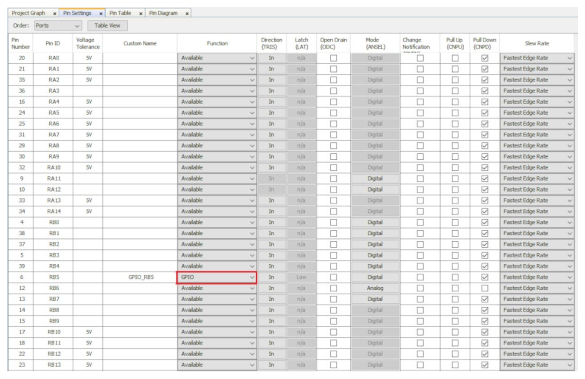 Project Graph x Pin Settings x Pin Table x Pin Diagram x
Order: Ports Table View
Pin Number Pin ID Voltage Tolerance Custom Name Function Direction (TRIS) Latch (LAT) Open Drain (ODC) Mode (ANSEL) Change Notification Pull Up (CNPU) Pull Down (CNPD) Slew Rate
20 RA0 5V Available In n/a Digital Fastest Edge Rate
21 RA1 5V Available In n/a Digital Fastest Edge Rate
35 RA2 5V Available In n/a Digital Fastest Edge Rate
36 RA3 Available In n/a Digital Fastest Edge Rate
16 RA4 5V Available In n/a Digital Fastest Edge Rate
24 RA5 5V Available In n/a Digital Fastest Edge Rate
25 RA6 5V Available In n/a Digital Fastest Edge Rate
31 RA7 5V Available In n/a Digital Fastest Edge Rate
29 RA8 5V Available In n/a Digital Fastest Edge Rate
30 RA9 5V Available In n/a Digital Fastest Edge Rate
32 RA10 5V Available In n/a Digital Fastest Edge Rate
9 RA11 Available In n/a Digital Fastest Edge Rate
10 RA12 Available In n/a Digital Fastest Edge Rate
33 RA13 5V Available In n/a Digital Fastest Edge Rate
34 RA14 5V Available In n/a Digital Fastest Edge Rate
4 RB0 Available In n/a Digital Fastest Edge Rate
38 RB1 Available In n/a Digital Fastest Edge Rate
37 RB2 Available In n/a Digital Fastest Edge Rate
5 RB3 Available In n/a Digital Fastest Edge Rate
39 RB4 Available In n/a Digital Fastest Edge Rate
6 RB5 GPIO_RB5 GPIO In Low Digital Fastest Edge Rate
12 RB6 Available In n/a Analog Fastest Edge Rate
13 RB7 Available In n/a Digital Fastest Edge Rate
14 RB8 Available In n/a Digital Fastest Edge Rate
15 RB9 Available In n/a Digital Fastest Edge Rate
17 RB10 5V Available In n/a Digital Fastest Edge Rate
18 RB11 5V Available In n/a Digital Fastest Edge Rate
22 RB12 5V Available In n/a Digital Fastest Edge Rate
23 RB13 5V Available In n/a Digital Fastest Edge Rate